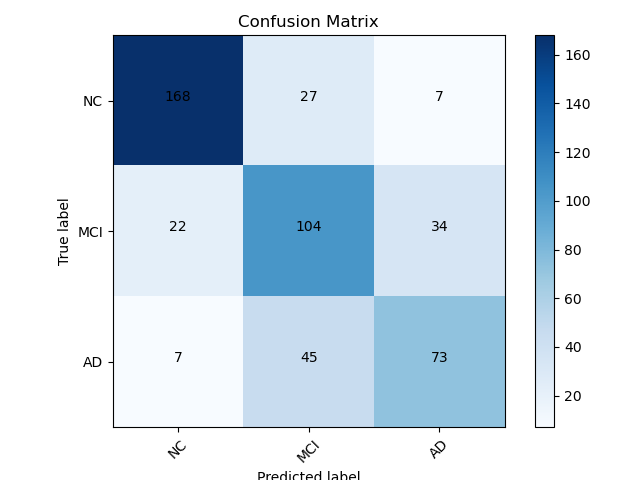 Confusion Matrix
True label
NC
168
27
7
MCI
22
104
34
AD
7
45
73
NC
MCI
AD
Predicted label
160
140
120
100
80
60
40
20